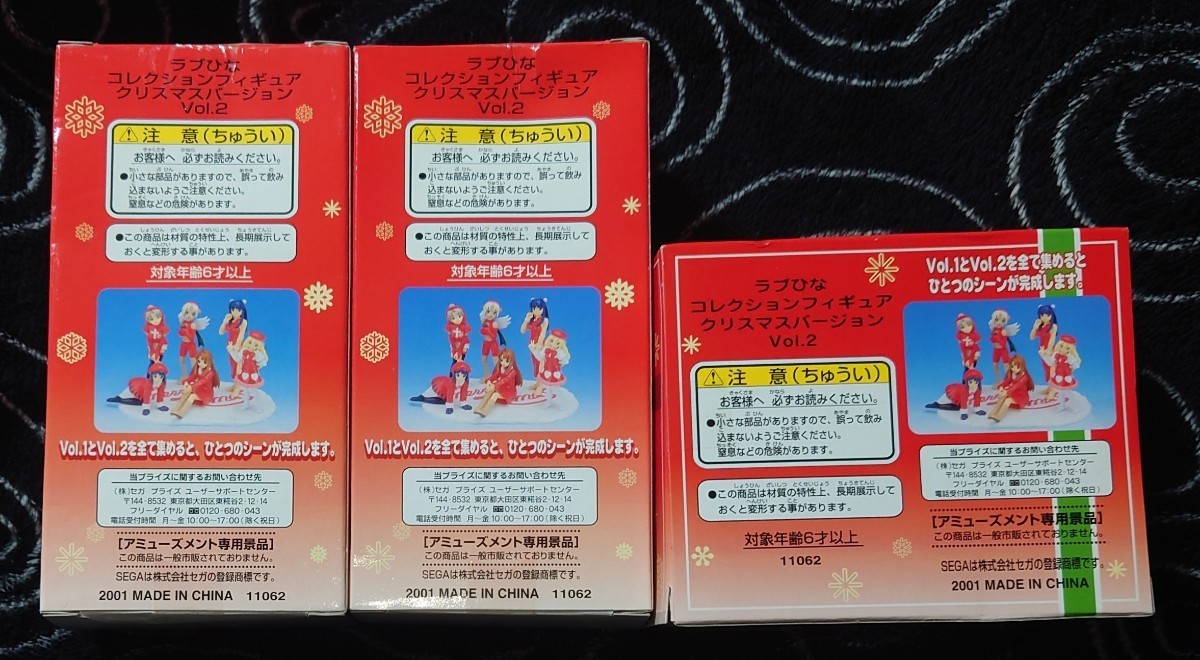 ラブひな
コレクションフィギュア
クリスマスバージョン
Vol.2
⚠注 意(ちゅうい)
お客様へ 必ずお読みください。
●小さな部品がありますので、誤って飲み
込まないようご注意ください。
窒息などの危険があります。
●この商品は材質の特性上、長期展示して
おくと変形する事があります。
対象年齢6才以上
Vol.1とVol.2を全て集めると、ひとつのシーンが完成します。
当プライズに関するお問い合わせ先
(株)セガ プライズ ユーザーサポートセンター
〒144-8532 東京都大田区東糀谷2-12-14
フリーダイヤル 0120-680-043
電話受付時間 月〜金 10:00〜17:00(除く祝日)
[アミューズメント専用景品]
この商品は一般市販されておりません。
SEGAは株式会社セガの登録商標です。
2001 MADE IN CHINA 11062
ラブひな
コレクションフィギュア
クリスマスバージョン
Vol.2
⚠注 意(ちゅうい)
お客様へ 必ずお読みください。
●小さな部品がありますので、誤って飲み
込まないようご注意ください。
窒息などの危険があります。
●この商品は材質の特性上、長期展示して
おくと変形する事があります。
対象年齢6才以上
Vol.1とVol.2を全て集めると、ひとつのシーンが完成します。
当プライズに関するお問い合わせ先
(株)セガ プライズ ユーザーサポートセンター
〒144-8532 東京都大田区東糀谷2-12-14
フリーダイヤル 0120-680-043
電話受付時間 月〜金 10:00〜17:00(除く祝日)
[アミューズメント専用景品]
この商品は一般市販されておりません。
SEGAは株式会社セガの登録商標です。
2001 MADE IN CHINA 11062
ラブひな
コレクションフィギュア
クリスマスバージョン
Vol.2
⚠注 意(ちゅうい)
お客様へ 必ずお読みください。
●小さな部品がありますので、誤って飲み
込まないようご注意ください。
窒息などの危険があります。
●この商品は材質の特性上、長期展示して
おくと変形する事があります。
対象年齢6才以上
11062
Vol.1とVol.2を全て集めると
ひとつのシーンが完成します。
当プライズに関するお問い合わせ先
(株)セガ プライズ ユーザーサポートセンター
〒144-8532 東京都大田区東糀谷2-12-14
フリーダイヤル 0120-680-043
電話受付時間 月〜金 10:00〜17:00(除く祝日)
[アミューズメント専用景品]
この商品は一般市販されておりません。
SEGAは株式会社セガの登録商標です。
2001 MADE IN CHINA